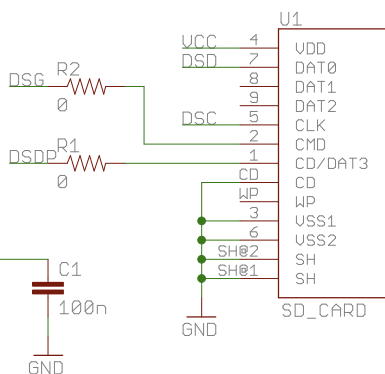 U1
VCC 4 VDD
DSD 7 DAT0
R2
DSG
0
8 DAT1
9 DAT2
DSC 5 CLK
2 CMD
R1
DSDP
0
1 CD/DAT3
CD CD
WP WP
3 VSS1
6 VSS2
SH@2 SH
SH@1 SH
C1
100n
SD_CARD
GND
GND